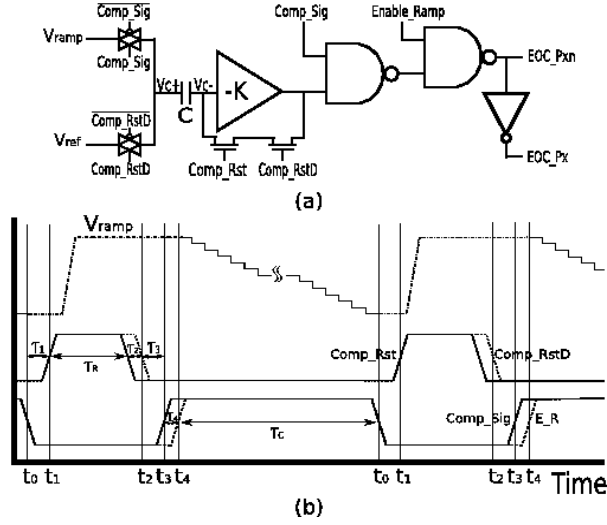 Comp_Sig
Vramp
Comp_Sig
Comp_RstD
Vref
Comp_RstD
Vc+
C
Vc-
-K
Comp_Rst
Comp_RstD
Comp_Sig
Enable_Ramp
EOC_Pxn
EOC_Px
(a)
Vramp
T1
TR
T2
T3
Comp_Rst
Comp_RstD
T4
TC
Comp_Sig
E_R
t0 t1 t2 t3 t4 t0 t1 t2 t3 t4 Time
(b)